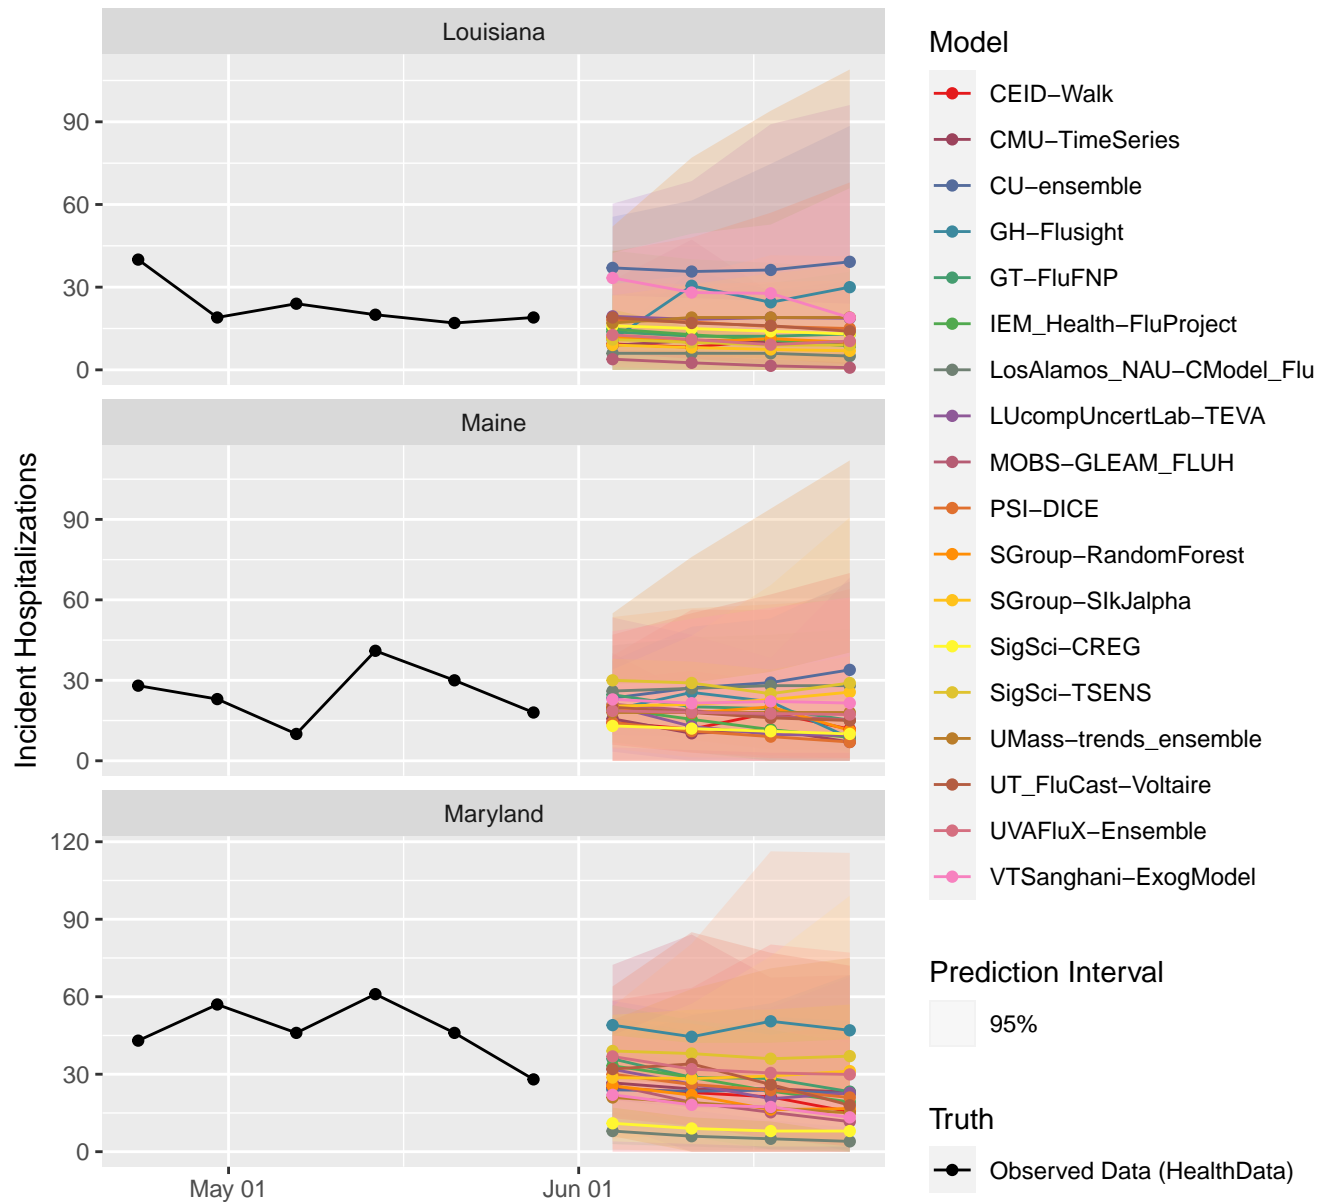 Louisiana
90
60
30
0
Maine
90
60
30
0
Maryland
120
90
60
30
0
May 01
Jun 01
Incident Hospitalizations
Model
CEID−Walk
CMU−TimeSeries
CU−ensemble
GH−Flusight
GT−FluFNP
IEM_Health−FluProject
LosAlamos_NAU−CModel_Flu
LUcompUncertLab−TEVA
MOBS−GLEAM_FLUH
PSI−DICE
SGroup−RandomForest
SGroup−SIkJalpha
SigSci−CREG
SigSci−TSENS
UMass−trends_ensemble
UT_FluCast−Voltaire
UVAFluX−Ensemble
VTSanghani−ExogModel
Prediction Interval
95%
Truth
Observed Data (HealthData)